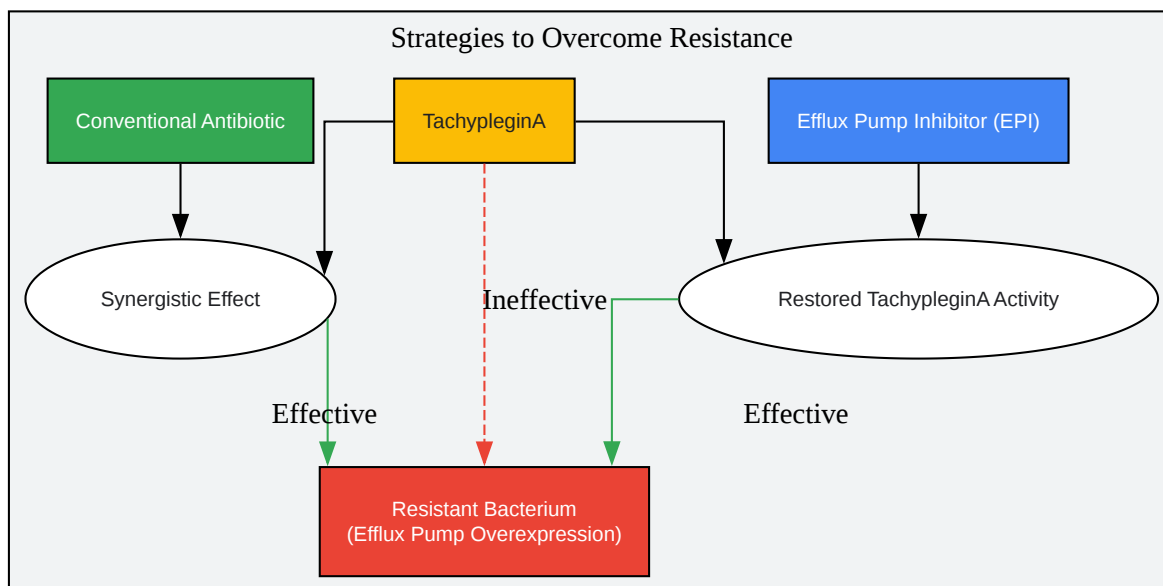 Strategies to Overcome Resistance
Conventional Antibiotic
TachypleginA
Efflux Pump Inhibitor (EPI)
Synergistic Effect
Ineffective
Restored TachypleginA Activity
Effective
Effective
Resistant Bacterium
(Efflux Pump Overexpression)